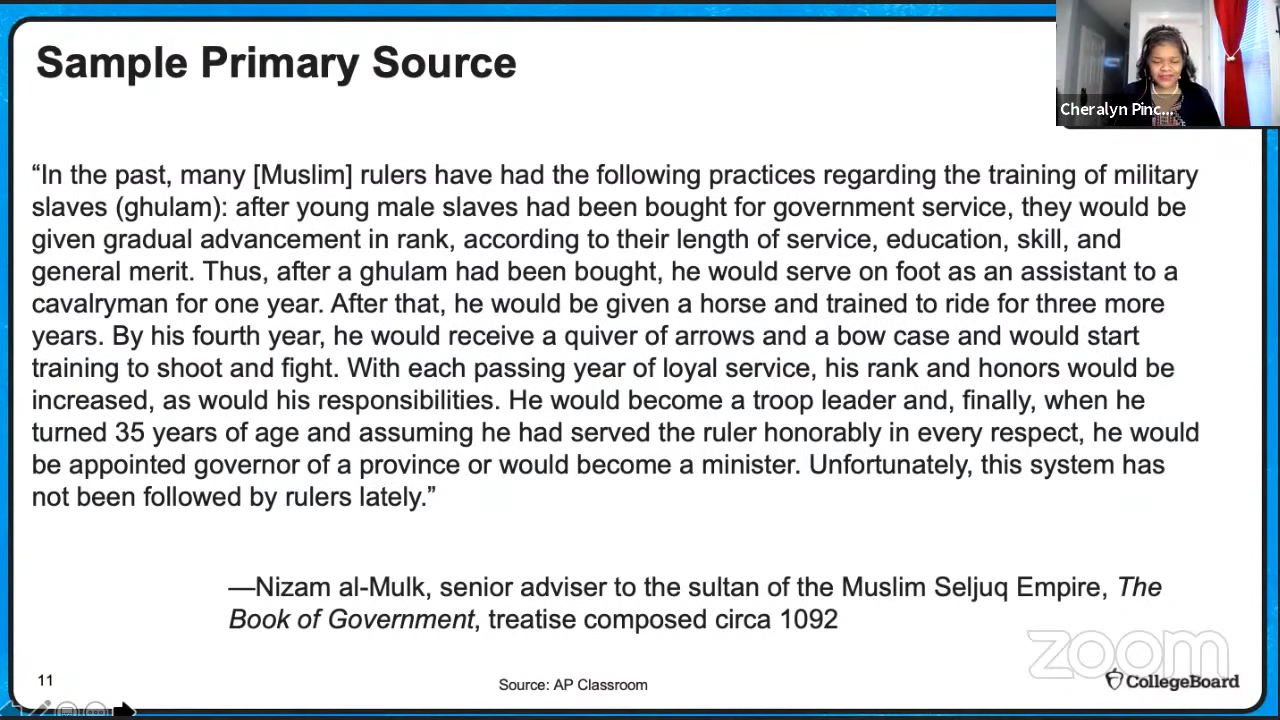 Sample Primary Source
Cheralyn Pinc...
“In the past, many [Muslim] rulers have had the following practices regarding the training of military
slaves (ghulam): after young male slaves had been bought for government service, they would be
given gradual advancement in rank, according to their length of service, education, skill, and
general merit. Thus, after a ghulam had been bought, he would serve on foot as an assistant to a
cavalryman for one year. After that, he would be given a horse and trained to ride for three more
years. By his fourth year, he would receive a quiver of arrows and a bow case and would start
training to shoot and fight. With each passing year of loyal service, his rank and honors would be
increased, as would his responsibilities. He would become a troop leader and, finally, when he
turned 35 years of age and assuming he had served the ruler honorably in every respect, he would
be appointed governor of a province or would become a minister. Unfortunately, this system has
not been followed by rulers lately.”
—Nizam al-Mulk, senior adviser to the sultan of the Muslim Seljuq Empire, The
Book of Government, treatise composed circa 1092
zoom
11
Source: AP Classroom
CollegeBoard